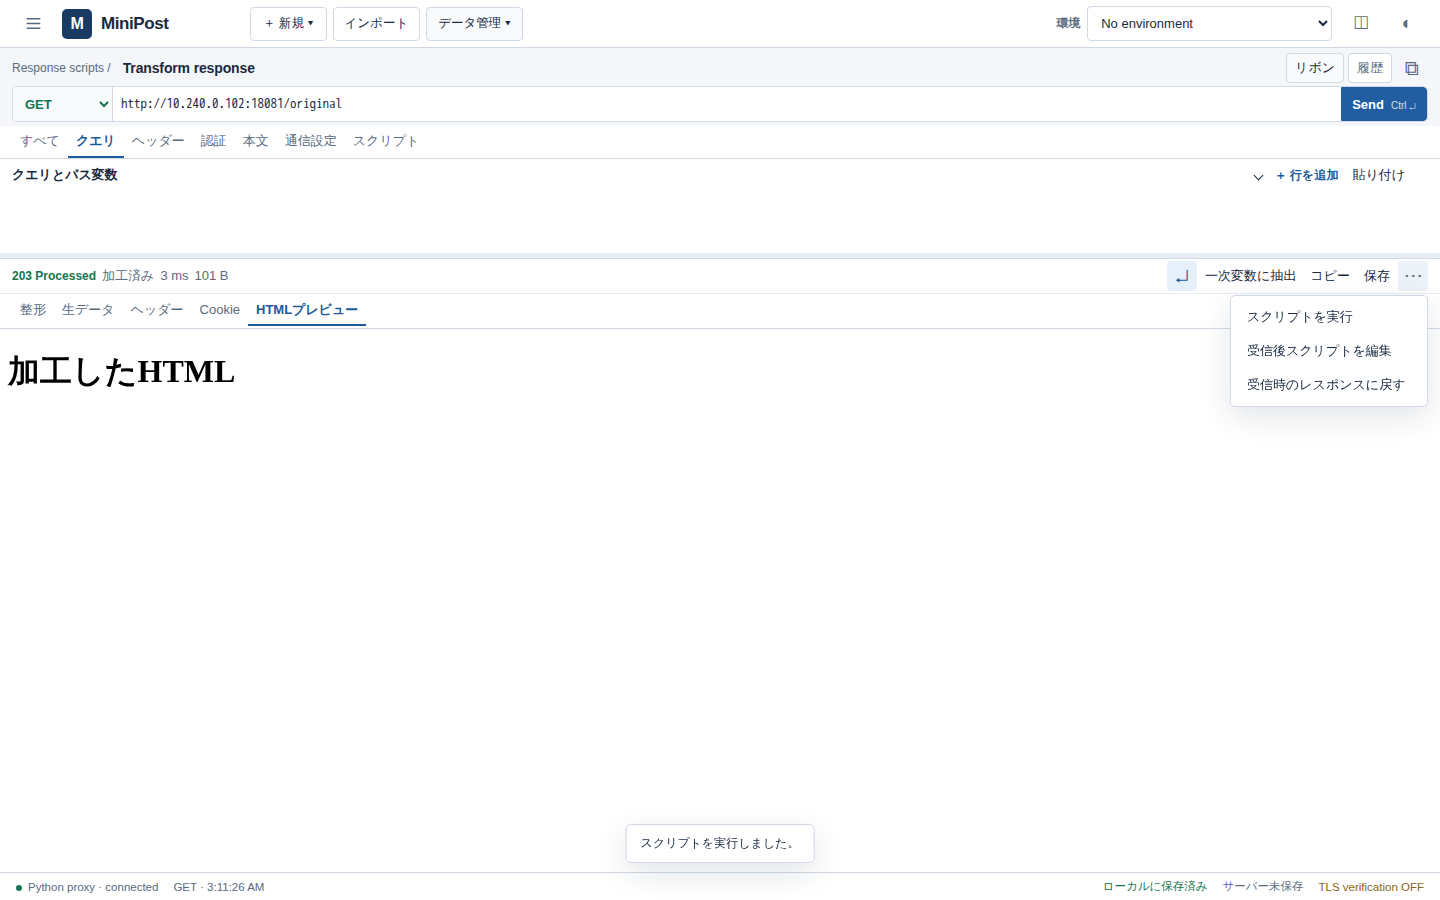 M MiniPost ＋ 新規 ▾ インポート データ管理 ▾ 環境 No environment
Response scripts / Transform response リボン 履歴
GET http://10.240.0.102:18081/original Send Ctrl ↵
すべて クエリ ヘッダー 認証 本文 通信設定 スクリプト
クエリとパス変数 + 行を追加 貼り付け
203 Processed 加工済み 3 ms 101 B 一次変数に抽出 コピー 保存 ···
整形 生データ ヘッダー Cookie HTMLプレビュー
スクリプトを実行
受信後スクリプトを編集
受信時のレスポンスに戻す
加工したHTML
スクリプトを実行しました。
Python proxy · connected GET · 3:11:26 AM ローカルに保存済み サーバー未保存 TLS verification OFF